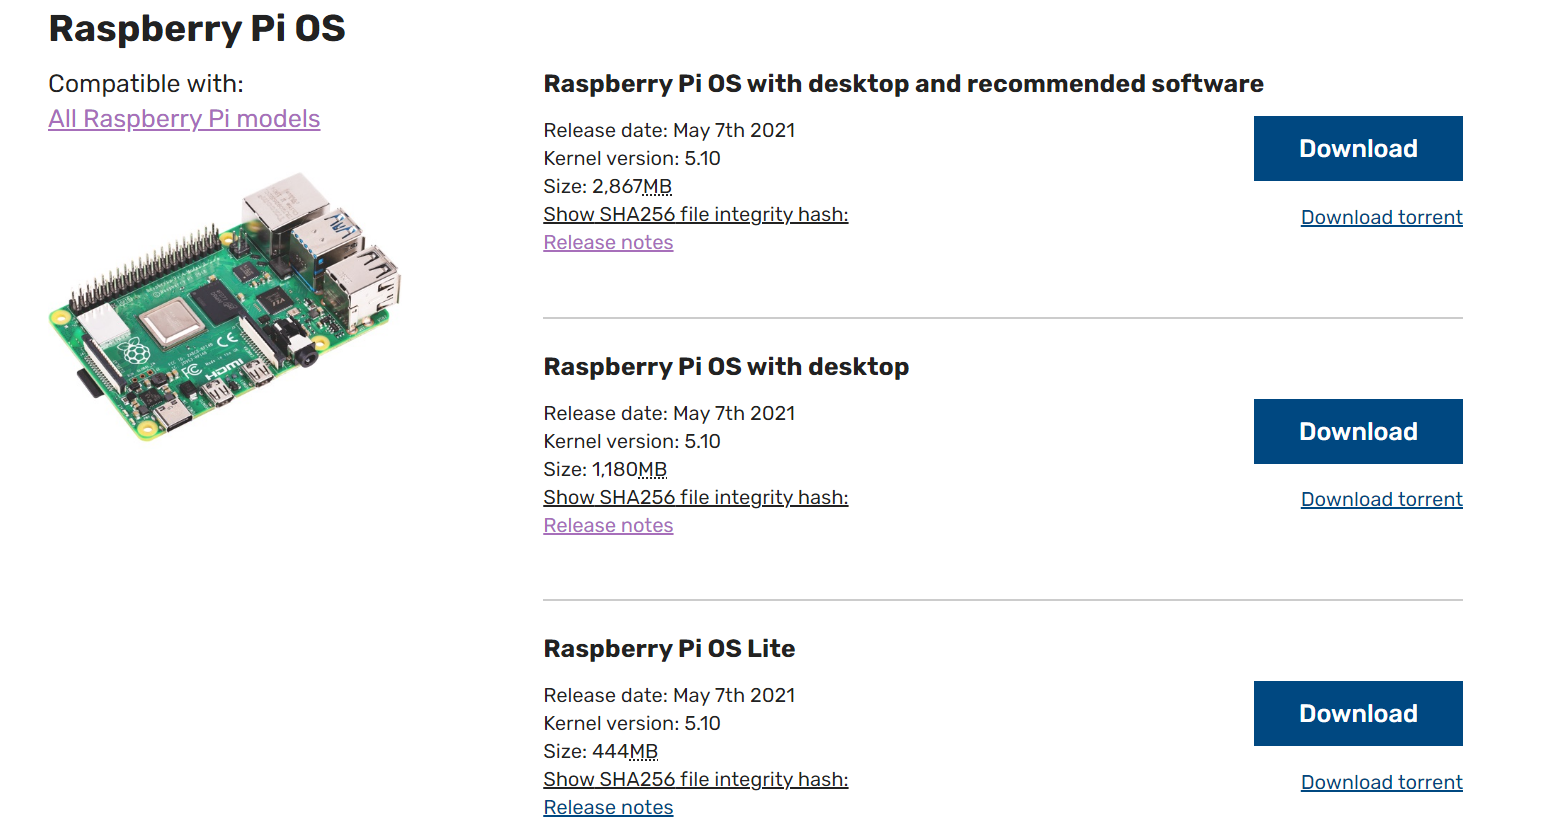 Raspberry Pi OS
Compatible with:
All Raspberry Pi models
HDMI
Raspberry Pi OS with desktop and recommended software
Release date: May 7th 2021
Kernel version: 5.10
Size: 2,867MB
Show SHA256 file integrity hash:
Release notes
Download
Download torrent
Raspberry Pi OS with desktop
Release date: May 7th 2021
Kernel version: 5.10
Size: 1,180MB
Show SHA256 file integrity hash:
Release notes
Download
Download torrent
Raspberry Pi OS Lite
Release date: May 7th 2021
Kernel version: 5.10
Size: 444MB
Show SHA256 file integrity hash:
Release notes
Download
Download torrent